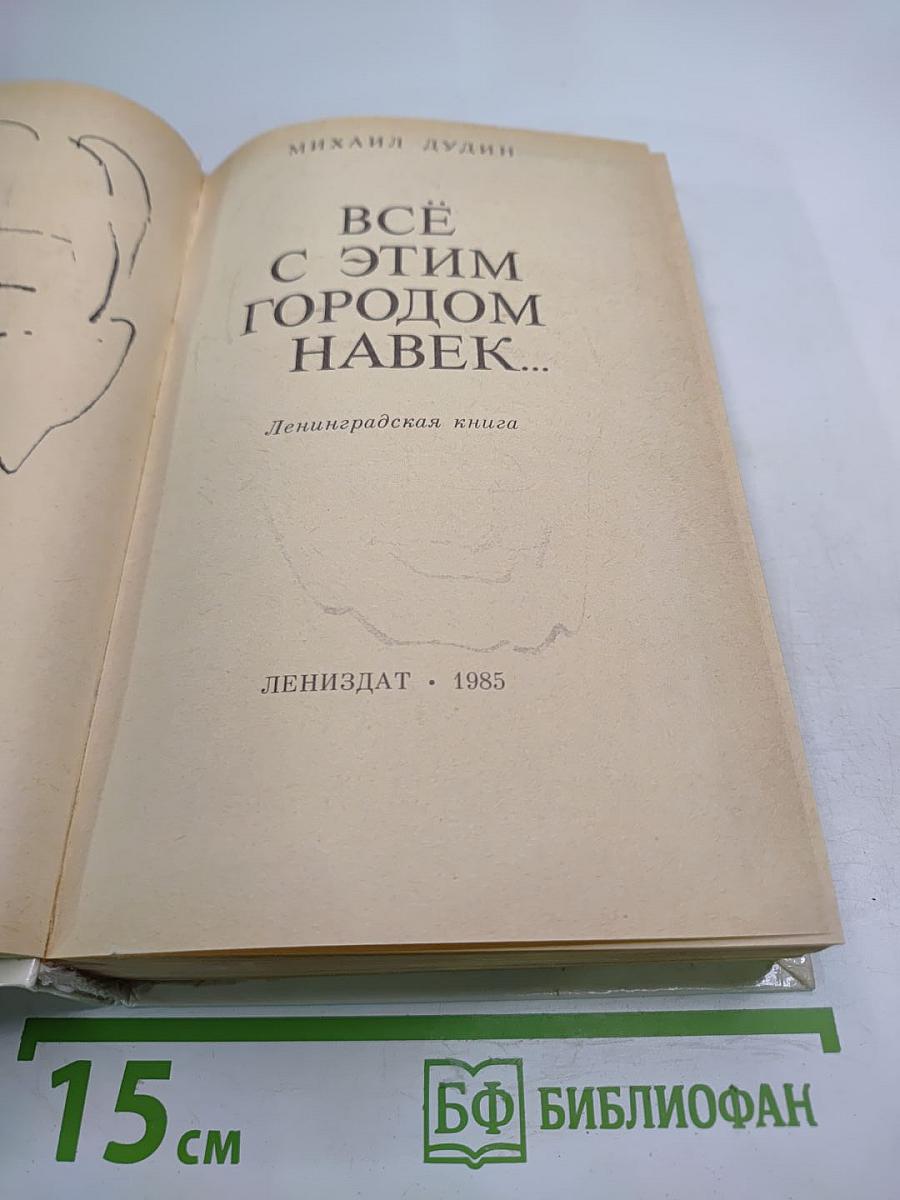 МИХАИЛ ДУДИН
ВСЁ
С ЭТИМ
ГОРОДОМ
НАВЕК...
Ленинградская книга
ЛЕНИЗДАТ • 1985
15 см
БФ БИБЛИОФАН